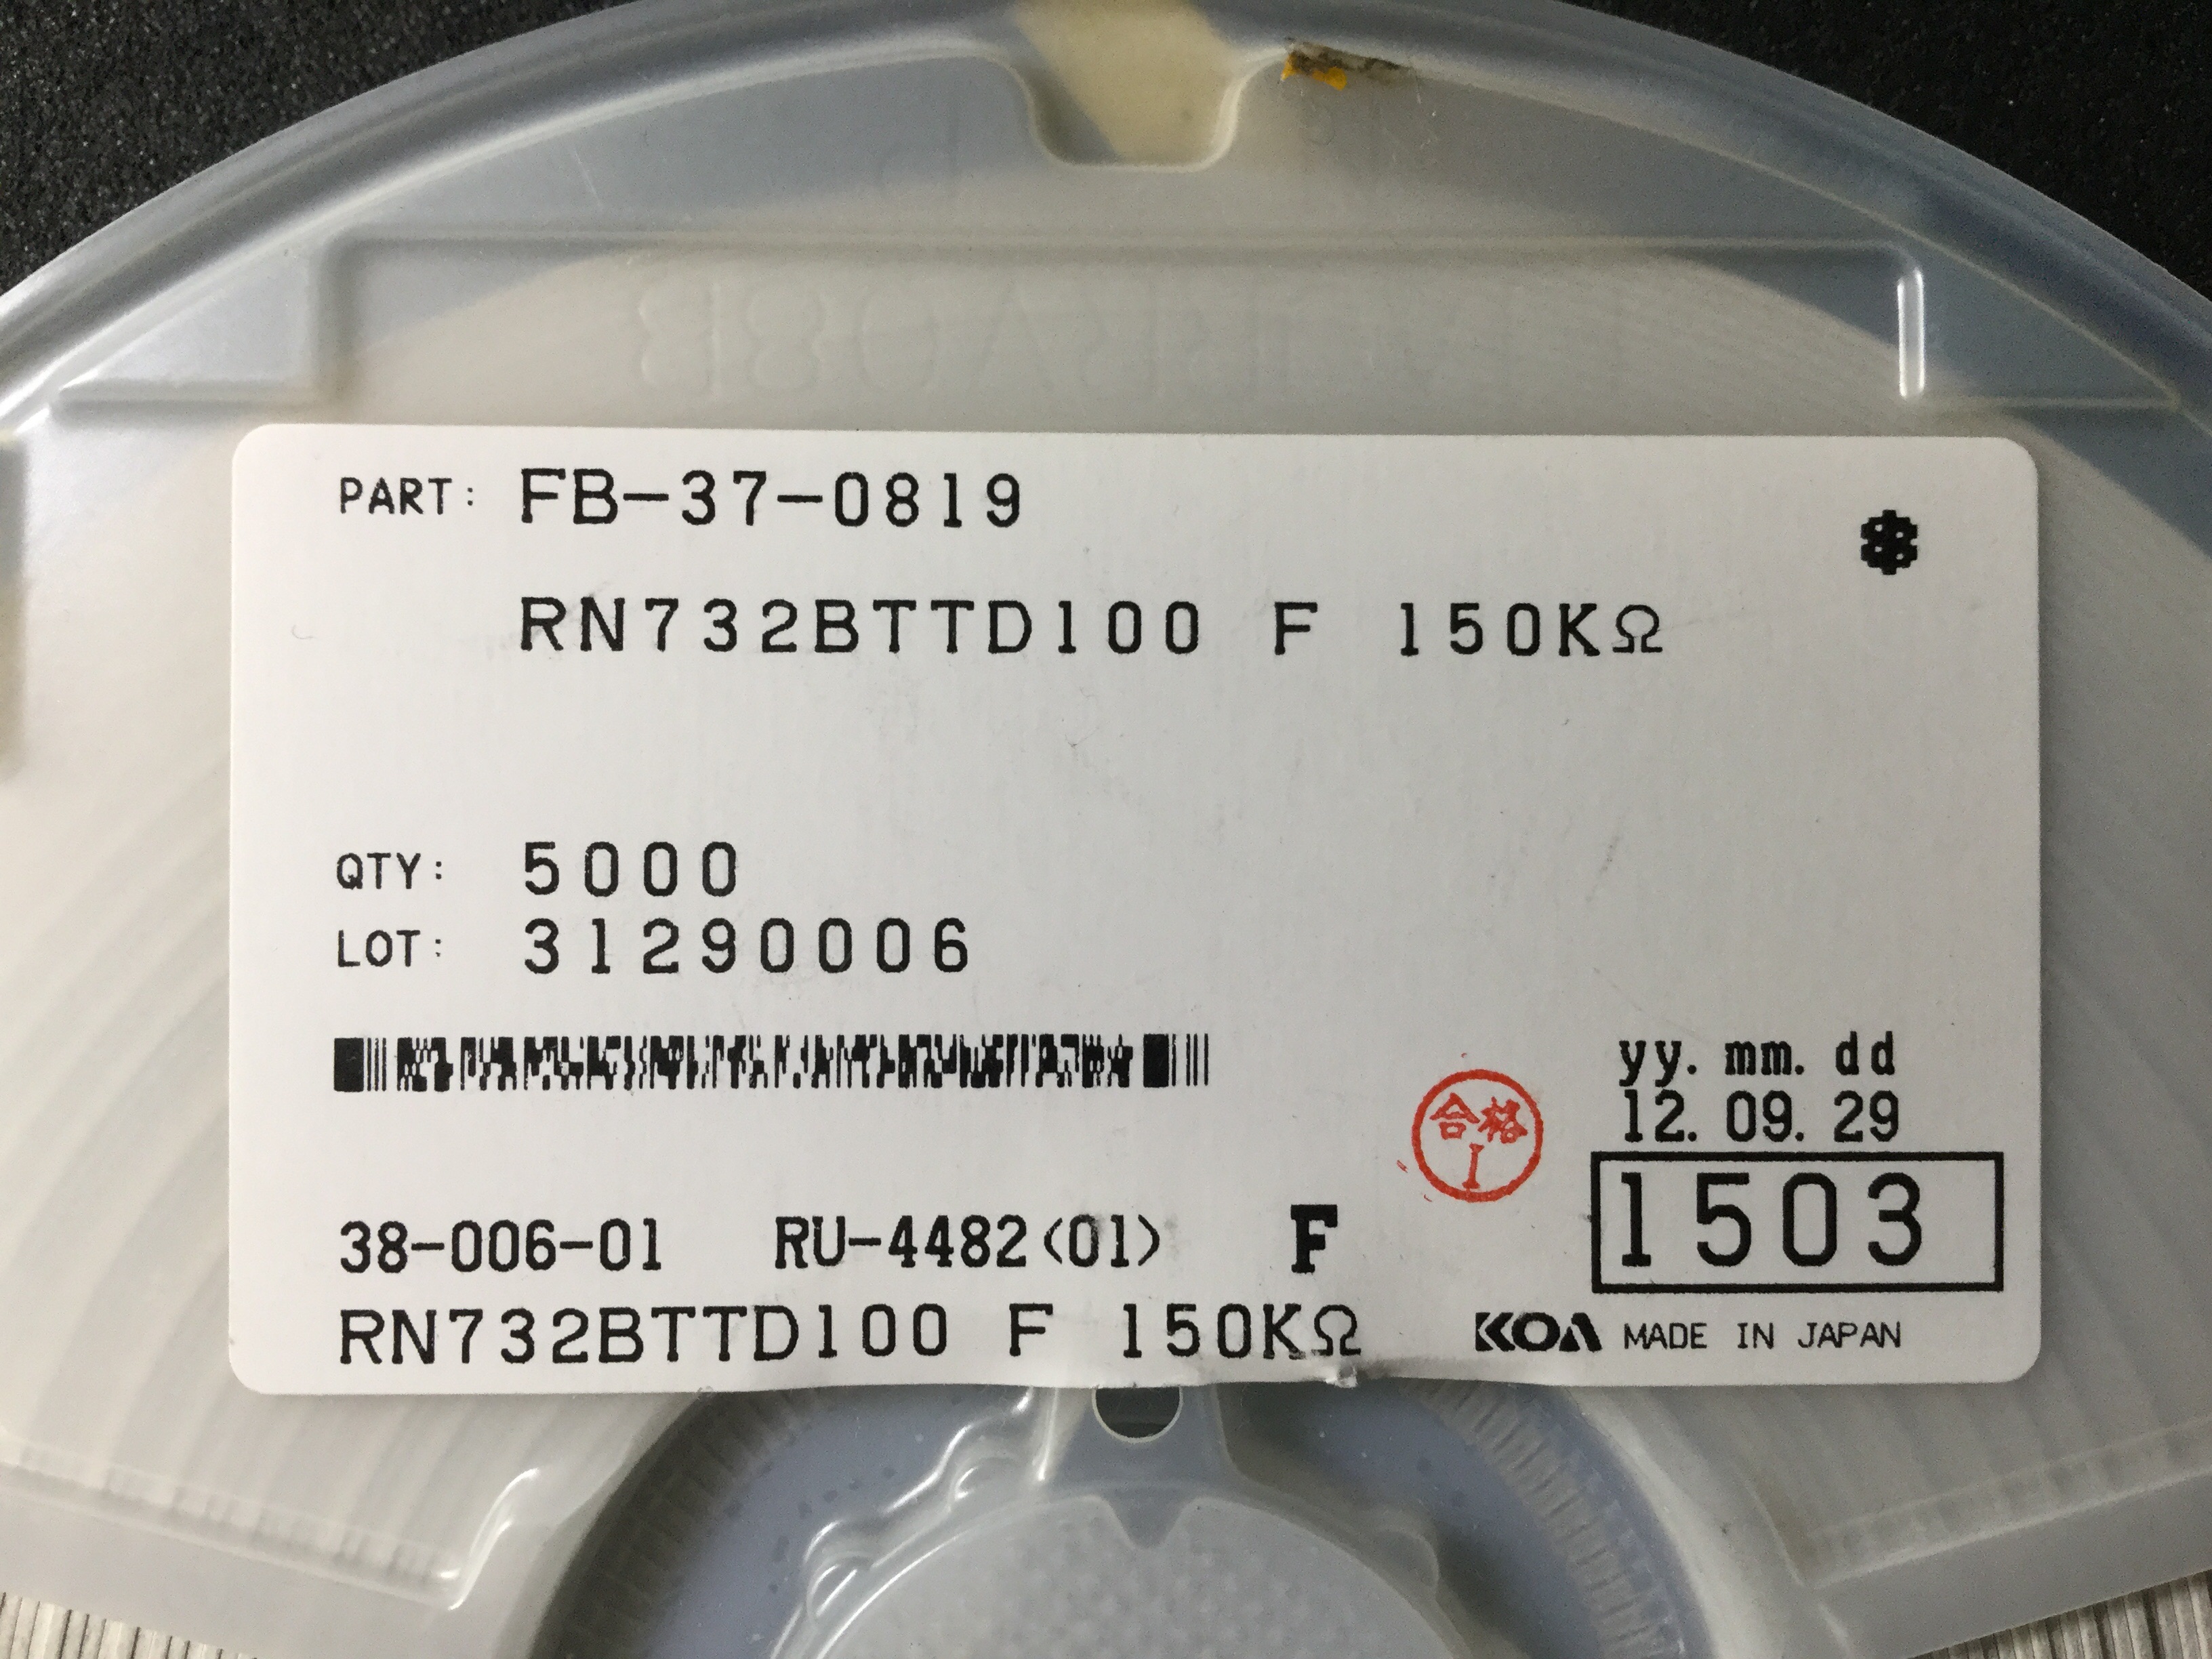 PART: FB-37-0819
RN732BTTD100 F 150KΩ
QTY: 5000
LOT: 31290006
yy. mm. dd
12. 09. 29
合格
I
1503
38-006-01 RU-4482(01) F
RN732BTTD100 F 150KΩ
KOA MADE IN JAPAN